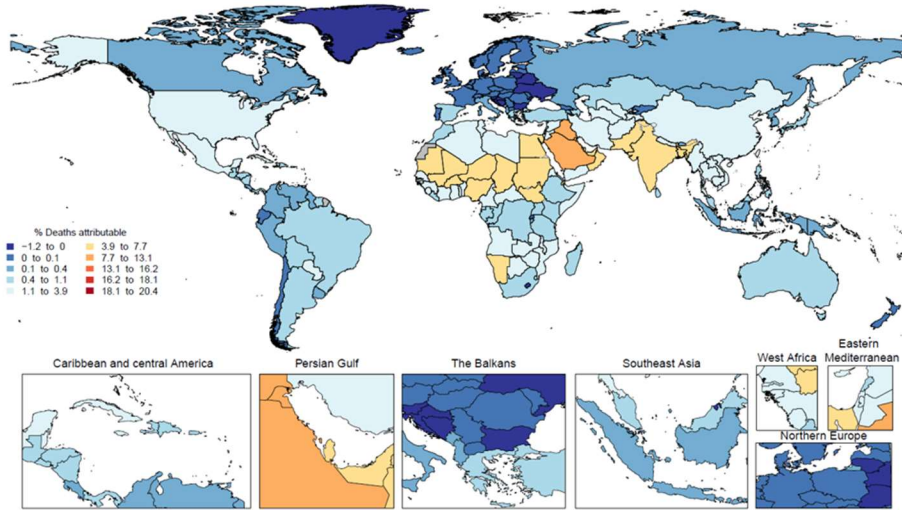 % Deaths attributable
−1.2 to 0
0 to 0.1
0.1 to 0.4
0.4 to 1.1
1.1 to 3.9
3.9 to 7.7
7.7 to 13.1
13.1 to 16.2
16.2 to 18.1
18.1 to 20.4
Caribbean and central America
Persian Gulf
The Balkans
Southeast Asia
West Africa
Eastern
Mediterranean
Northern Europe